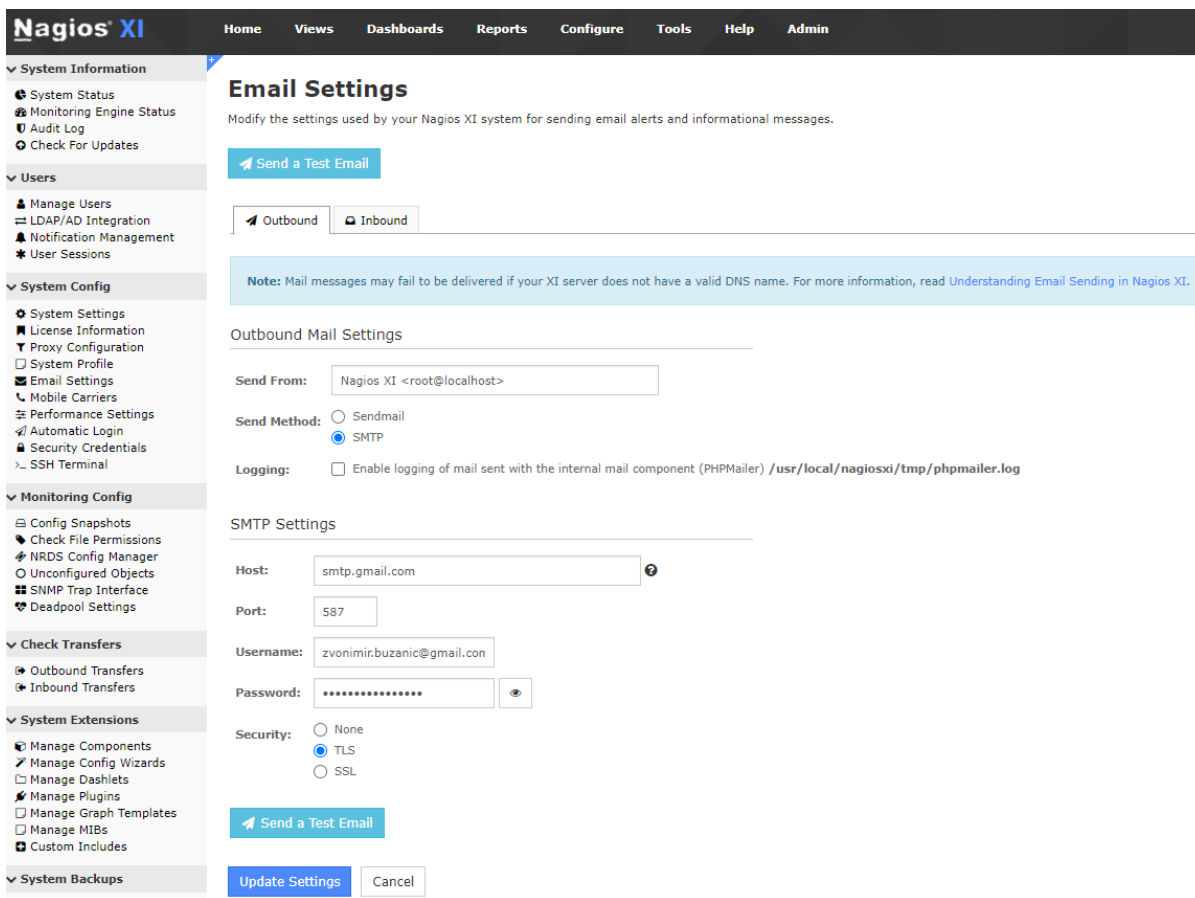 Nagios® XI
Home Views Dashboards Reports Configure Tools Help Admin
System Information
System Status
Monitoring Engine Status
Audit Log
Check For Updates
Users
Manage Users
LDAP/AD Integration
Notification Management
User Sessions
System Config
System Settings
License Information
Proxy Configuration
System Profile
Email Settings
Mobile Carriers
Performance Settings
Automatic Login
Security Credentials
SSH Terminal
Monitoring Config
Config Snapshots
Check File Permissions
NRDS Config Manager
Unconfigured Objects
SNMP Trap Interface
Deadpool Settings
Check Transfers
Outbound Transfers
Inbound Transfers
System Extensions
Manage Components
Manage Config Wizards
Manage Dashlets
Manage Plugins
Manage Graph Templates
Manage MIBs
Custom Includes
System Backups
Email Settings
Modify the settings used by your Nagios XI system for sending email alerts and informational messages.
Send a Test Email
Outbound Inbound
Note: Mail messages may fail to be delivered if your XI server does not have a valid DNS name. For more information, read Understanding Email Sending in Nagios XI.
Outbound Mail Settings
Send From: Nagios XI <root@localhost>
Send Method: Sendmail
SMTP
Logging: Enable logging of mail sent with the internal mail component (PHPMailer) /usr/local/nagiosxi/tmp/phpmailer.log
SMTP Settings
Host: smtp.gmail.com
Port: 587
Username: zvonimir.buzanic@gmail.com
Password: ••••••••••••••••
Security: None
TLS
SSL
Send a Test Email
Update Settings Cancel